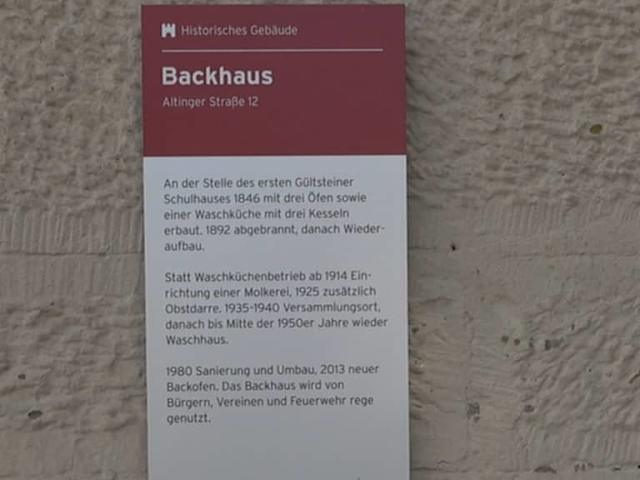 Historisches Gebäude
Backhaus
Altinger Straße 12
An der Stelle des ersten Gültsteiner
Schulhauses 1846 mit drei Öfen sowie
einer Waschküche mit drei Kesseln
erbaut. 1892 abgebrannt, danach Wieder-
aufbau.
Statt Waschküchenbetrieb ab 1914 Ein-
richtung einer Molkerei, 1925 zusätzlich
Obstdarre. 1935-1940 Versammlungsort,
danach bis Mitte der 1950er Jahre wieder
Waschhaus.
1980 Sanierung und Umbau, 2013 neuer
Backofen. Das Backhaus wird von
Bürgern, Vereinen und Feuerwehr rege
genutzt.